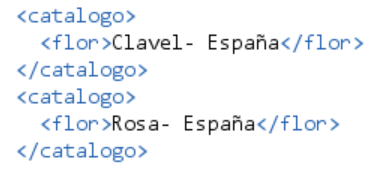 <catalogo>
<flor>Clavel- España</flor>
</catalogo>
<catalogo>
<flor>Rosa- España</flor>
</catalogo>